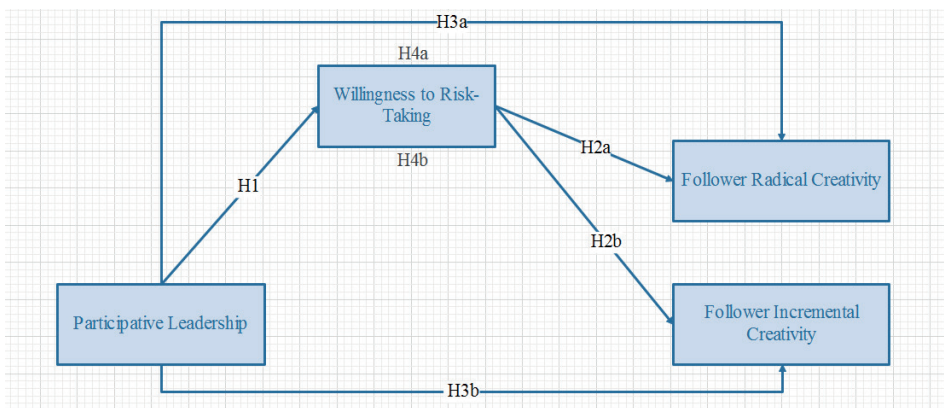 H3a
H4a
Willingness to Risk-
Taking
H4b
H2a
Follower Radical Creativity
H1
H2b
Participative Leadership
Follower Incremental
Creativity
H3b